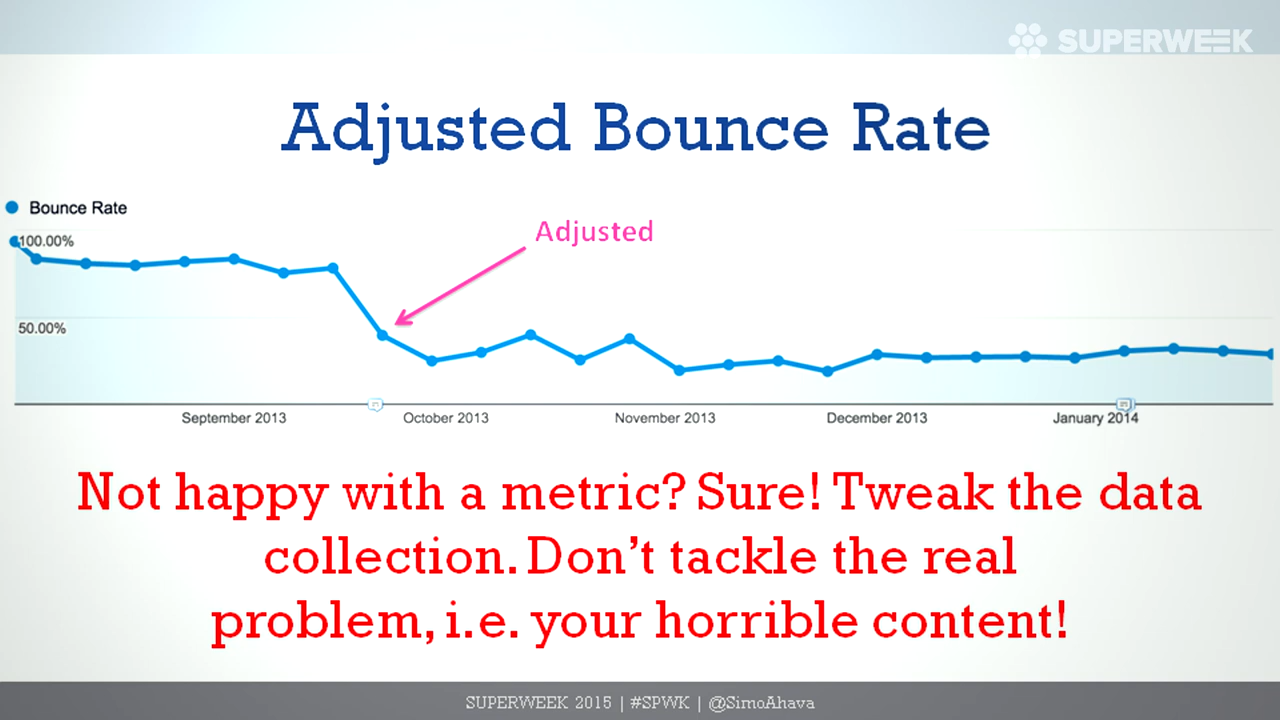 SUPERWEEK
Adjusted Bounce Rate
Bounce Rate
Adjusted
100.00%
50.00%
September 2013
October 2013
November 2013
December 2013
January 2014
Not happy with a metric? Sure! Tweak the data
collection. Don't tackle the real
problem, i.e. your horrible content!
SUPERWEEK 2015 | #SPWK | @SimoAhava